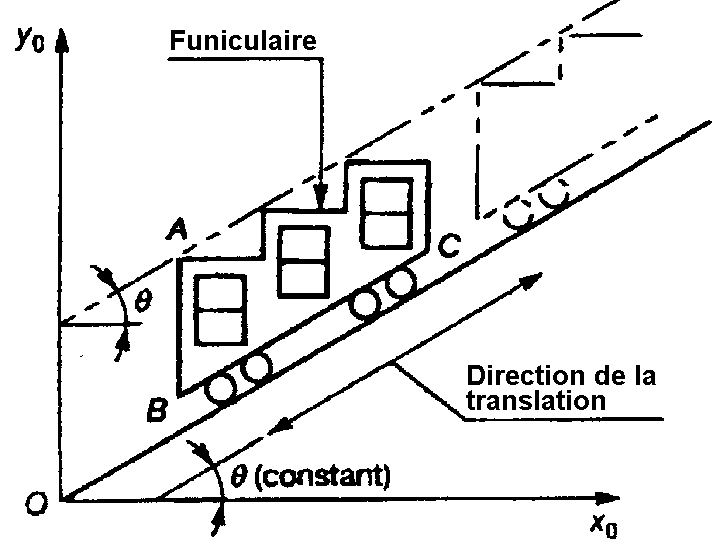 y₀
Funiculaire
A
C
θ
B
Direction de la
translation
θ (constant)
O
x₀